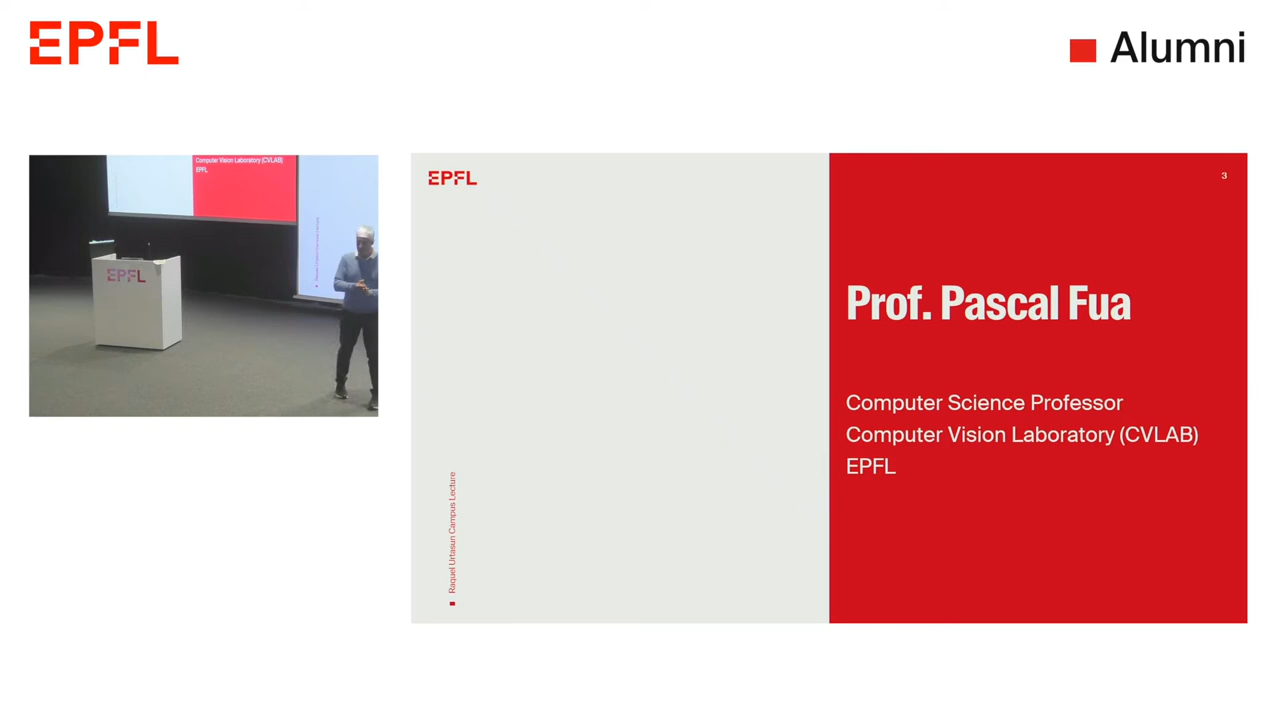 EPFL
Alumni
Computer Vision Laboratory (CVLAB)
EPFL
EPFL
EPFL
3
Prof. Pascal Fua
Computer Science Professor
Computer Vision Laboratory (CVLAB)
EPFL
Raquel Urtasun Campus Lecture